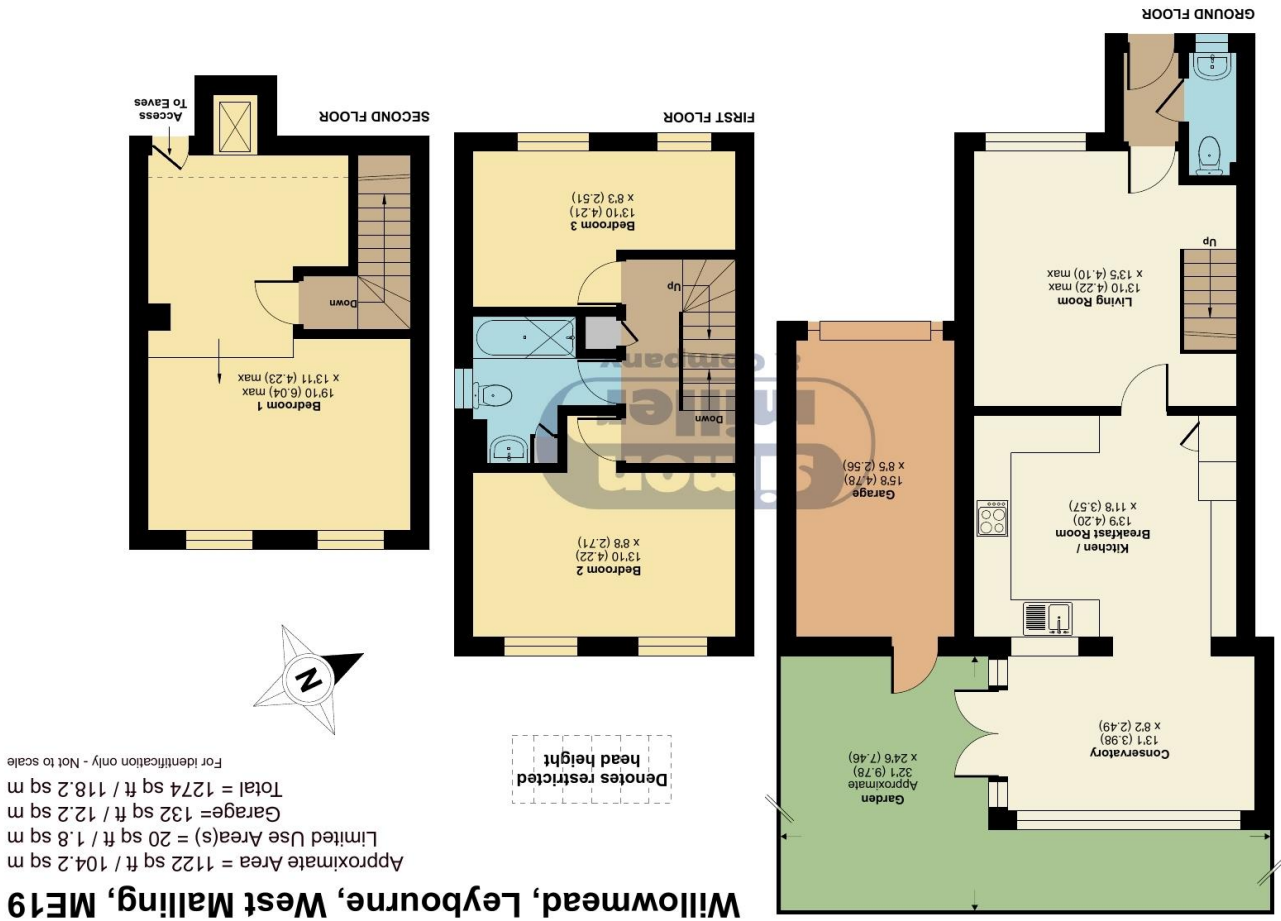 Willowmead, Leybourne, West Malling, ME19
Approximate Area = 1122 sq ft / 104.2 sq m
Limited Use Area(s) = 20 sq ft / 1.8 sq m
Garage= 132 sq ft / 12.2 sq m
Total = 1274 sq ft / 118.2 sq m
For identification only - Not to scale
Denotes restricted
head height
N
Garden
Approximate
32'1 (9.78)
x 24'6 (7.46)
Conservatory
13'1 (3.98)
x 8'2 (2.49)
Kitchen /
Breakfast Room
13'9 (4.20)
x 11'8 (3.57)
Garage
15'8 (4.78)
x 8'5 (2.56)
Living Room
13'10 (4.22) max
x 13'5 (4.10) max
Up
GROUND FLOOR
Bedroom 2
13'10 (4.22)
x 8'8 (2.71)
Down
Up
Bedroom 3
13'10 (4.21)
x 8'3 (2.51)
FIRST FLOOR
Bedroom 1
19'10 (6.04) max
x 13'11 (4.23) max
Down
Access
To Eaves
SECOND FLOOR
simon
miller
& company